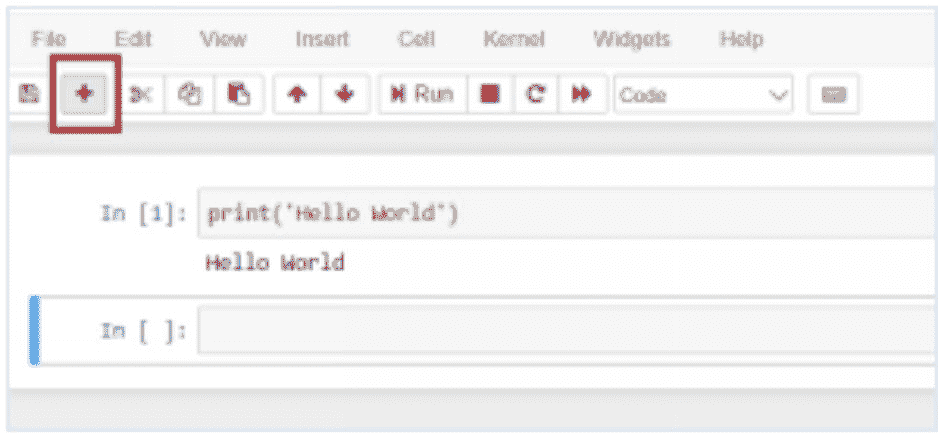 File Edit View Insert Cell Kernel Widgets Help
Run Code
In [1]: print('Hello World')
Hello World
In [ ]: